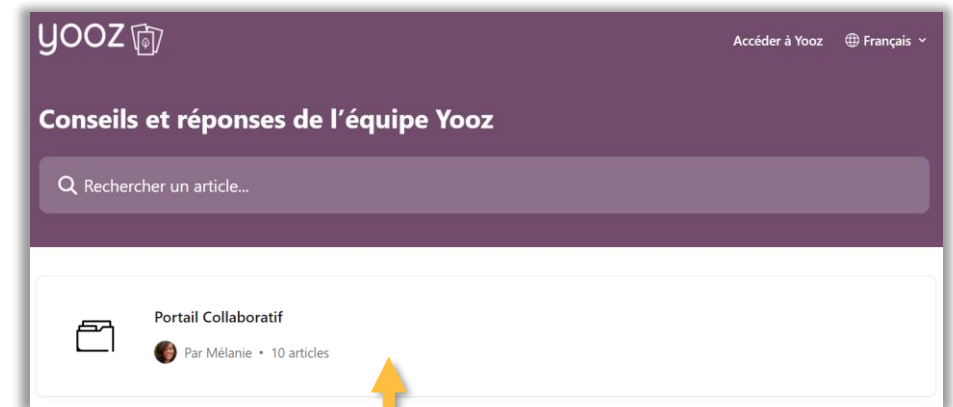 yooz
Accéder à Yooz Français
Conseils et réponses de l'équipe Yooz
Rechercher un article...
Portail Collaboratif
Par Mélanie • 10 articles